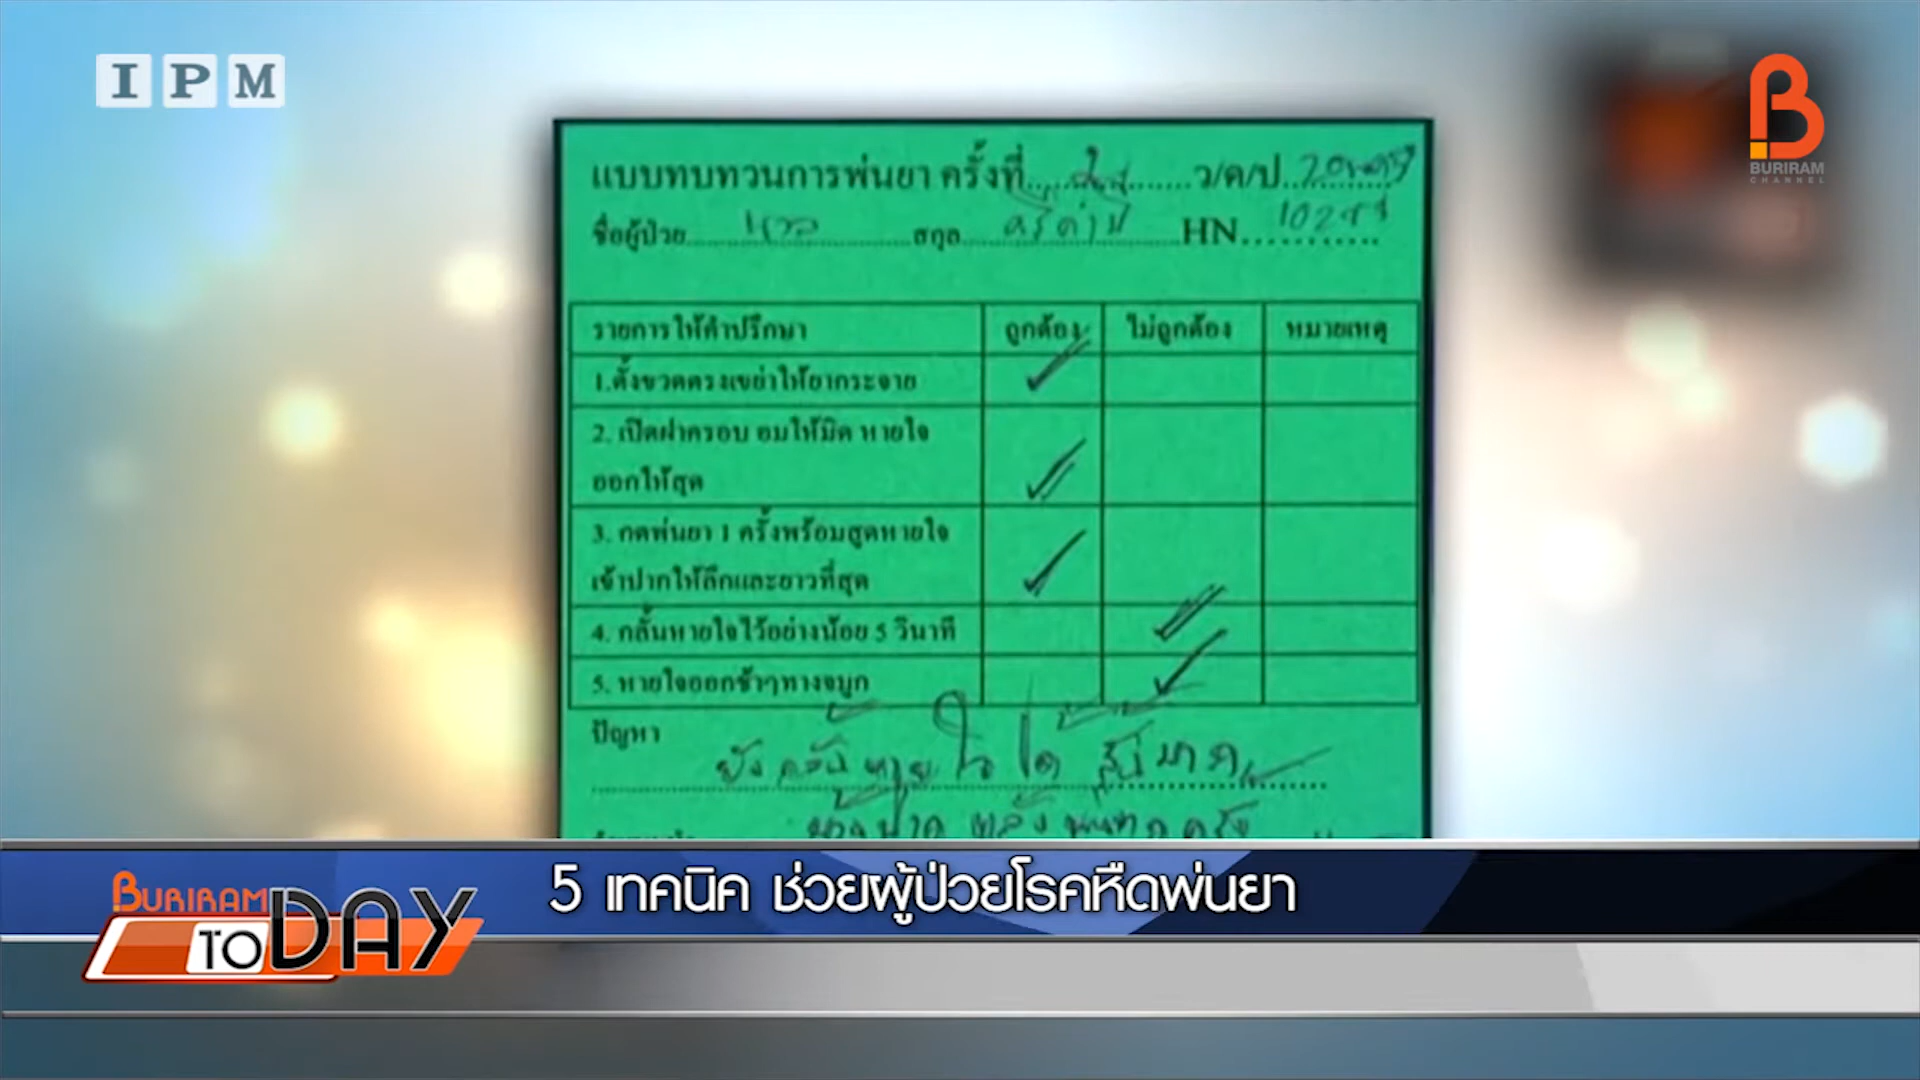 IPM
B
BURIRAM
CHANNEL
แบบทบทวนการพ่นยา ครั้งที่ ว/ด/ป
ชื่อผู้ป่วย สกุล HN
รายการให้คำปรึกษา ถูกต้อง ไม่ถูกต้อง หมายเหตุ
1.ตั้งขวดตรงเขย่าให้ยากระจาย
2. เปิดฝาครอบ อมให้มิด หายใจ
ออกให้สุด
3. กดพ่นยา 1 ครั้งพร้อมสูดหายใจ
เข้าปากให้ลึกและยาวที่สุด
4. กลั้นหายใจไว้อย่างน้อย 5 วินาที
5. หายใจออกช้าๆทางจมูก
ปัญหา
5 เทคนิค ช่วยผู้ป่วยโรคหืดพ่นยา
BURIRAM
TODAY